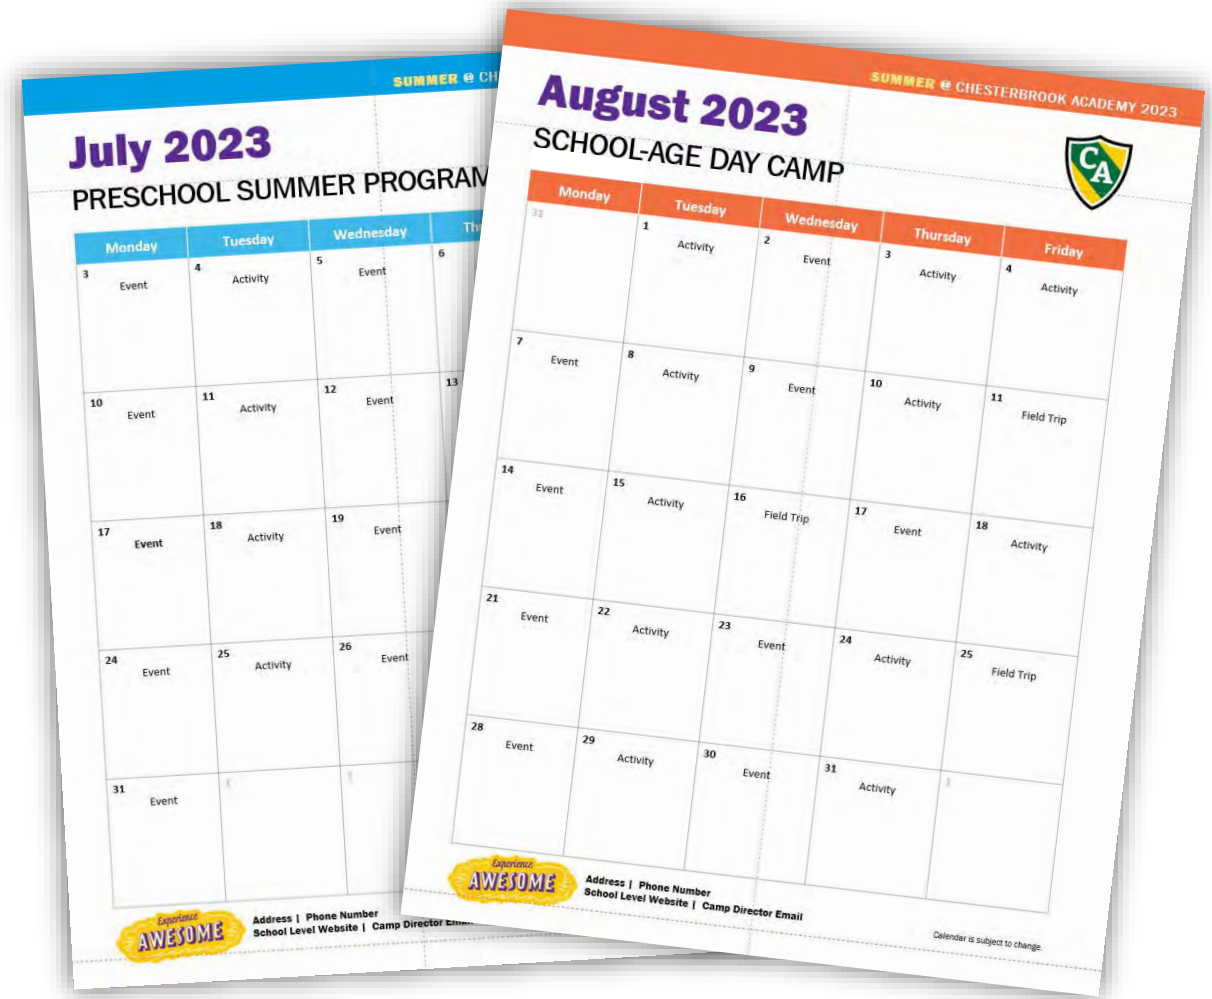 SUMMER @ CH
July 2023
PRESCHOOL SUMMER PROGRAM
Monday Tuesday Wednesday Th
3 4 5 6
Event Activity Event
10 11 12 13
Event Activity Event
17 18 19
Event Activity Event
24 25 26
Event Activity Event
31
Event
Experience
AWESOME
Address | Phone Number
School Level Website | Camp Director Email
SUMMER @ CHESTERBROOK ACADEMY 2023
August 2023
SCHOOL-AGE DAY CAMP
CA
Monday Tuesday Wednesday Thursday Friday
31 1 2 3 4
Activity Event Activity Activity
7 8 9 10 11
Event Activity Event Activity Field Trip
14 15 16 17 18
Event Activity Field Trip Event Activity
21 22 23 24 25
Event Activity Event Activity Field Trip
28 29 30 31 1
Event Activity Event Activity
Experience
AWESOME
Address | Phone Number
School Level Website | Camp Director Email
Calendar is subject to change.